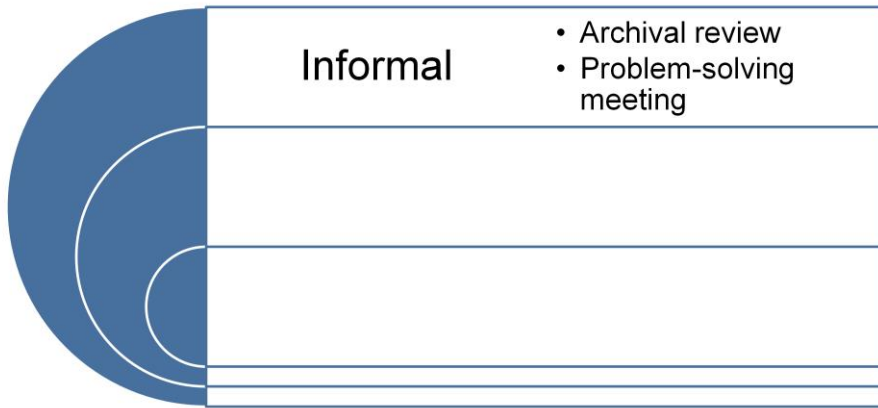 Informal
• Archival review
• Problem-solving
meeting